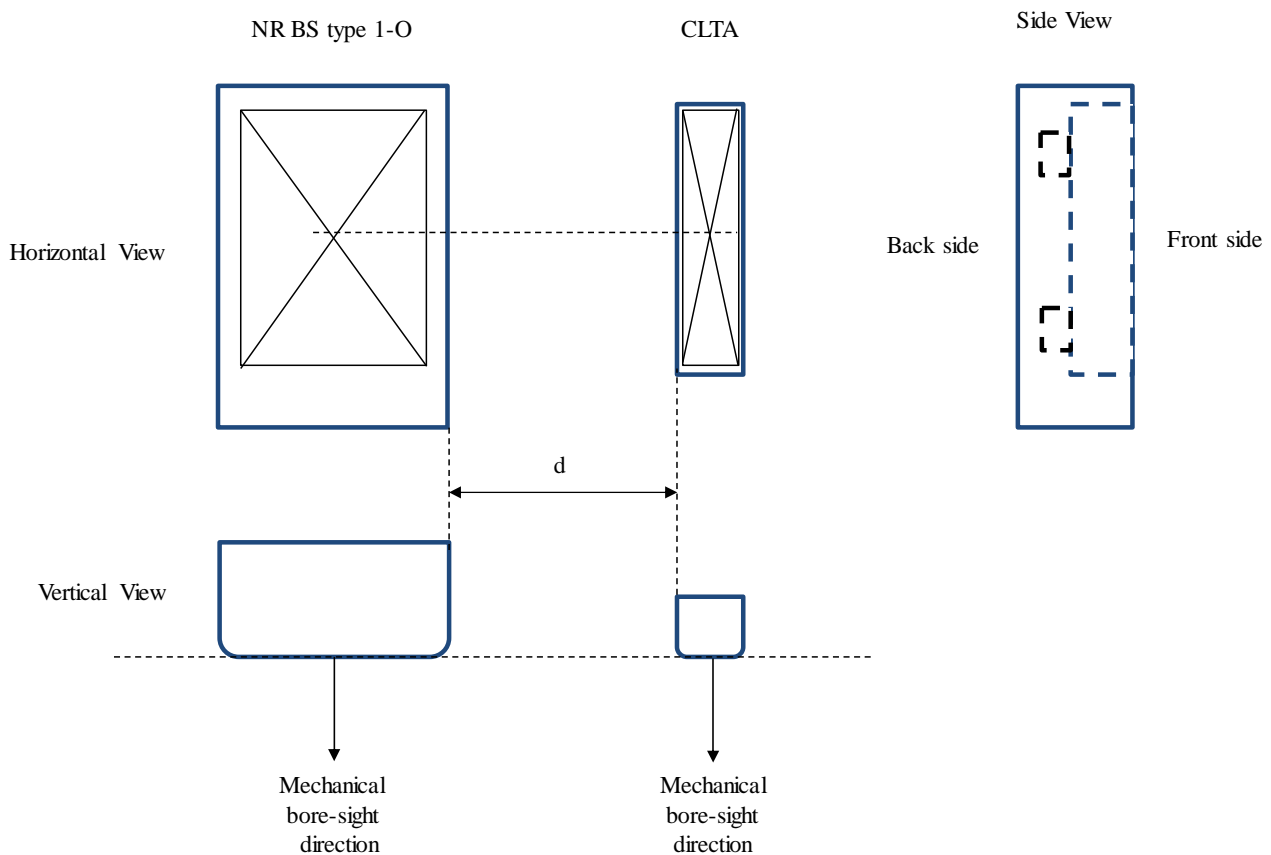 NR BS type 1-O
CLTA
Side View
Horizontal View
Back side
Front side
d
Vertical View
Mechanical
bore-sight
direction
Mechanical
bore-sight
direction